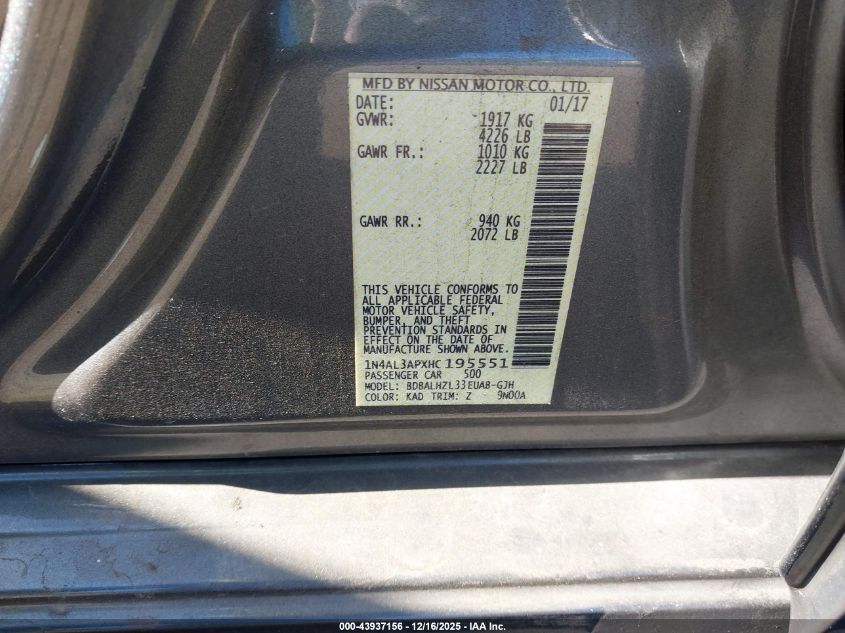 MFD BY NISSAN MOTOR CO., LTD.
DATE: 01/17
GVWR: 1917 KG
4226 LB
GAWR FR.: 1010 KG
2227 LB
GAWR RR.: 940 KG
2072 LB
THIS VEHICLE CONFORMS TO
ALL APPLICABLE FEDERAL
MOTOR VEHICLE SAFETY,
BUMPER, AND THEFT
PREVENTION STANDARDS IN
EFFECT ON THE DATE OF
MANUFACTURE SHOWN ABOVE.
1N4AL3APXHC195551
PASSENGER CAR 500
MODEL: BDBALHZL33EUAB-GJH
COLOR: KAD TRIM: Z 9N00A
000-43937156 - 12/16/2025 - IAA Inc.